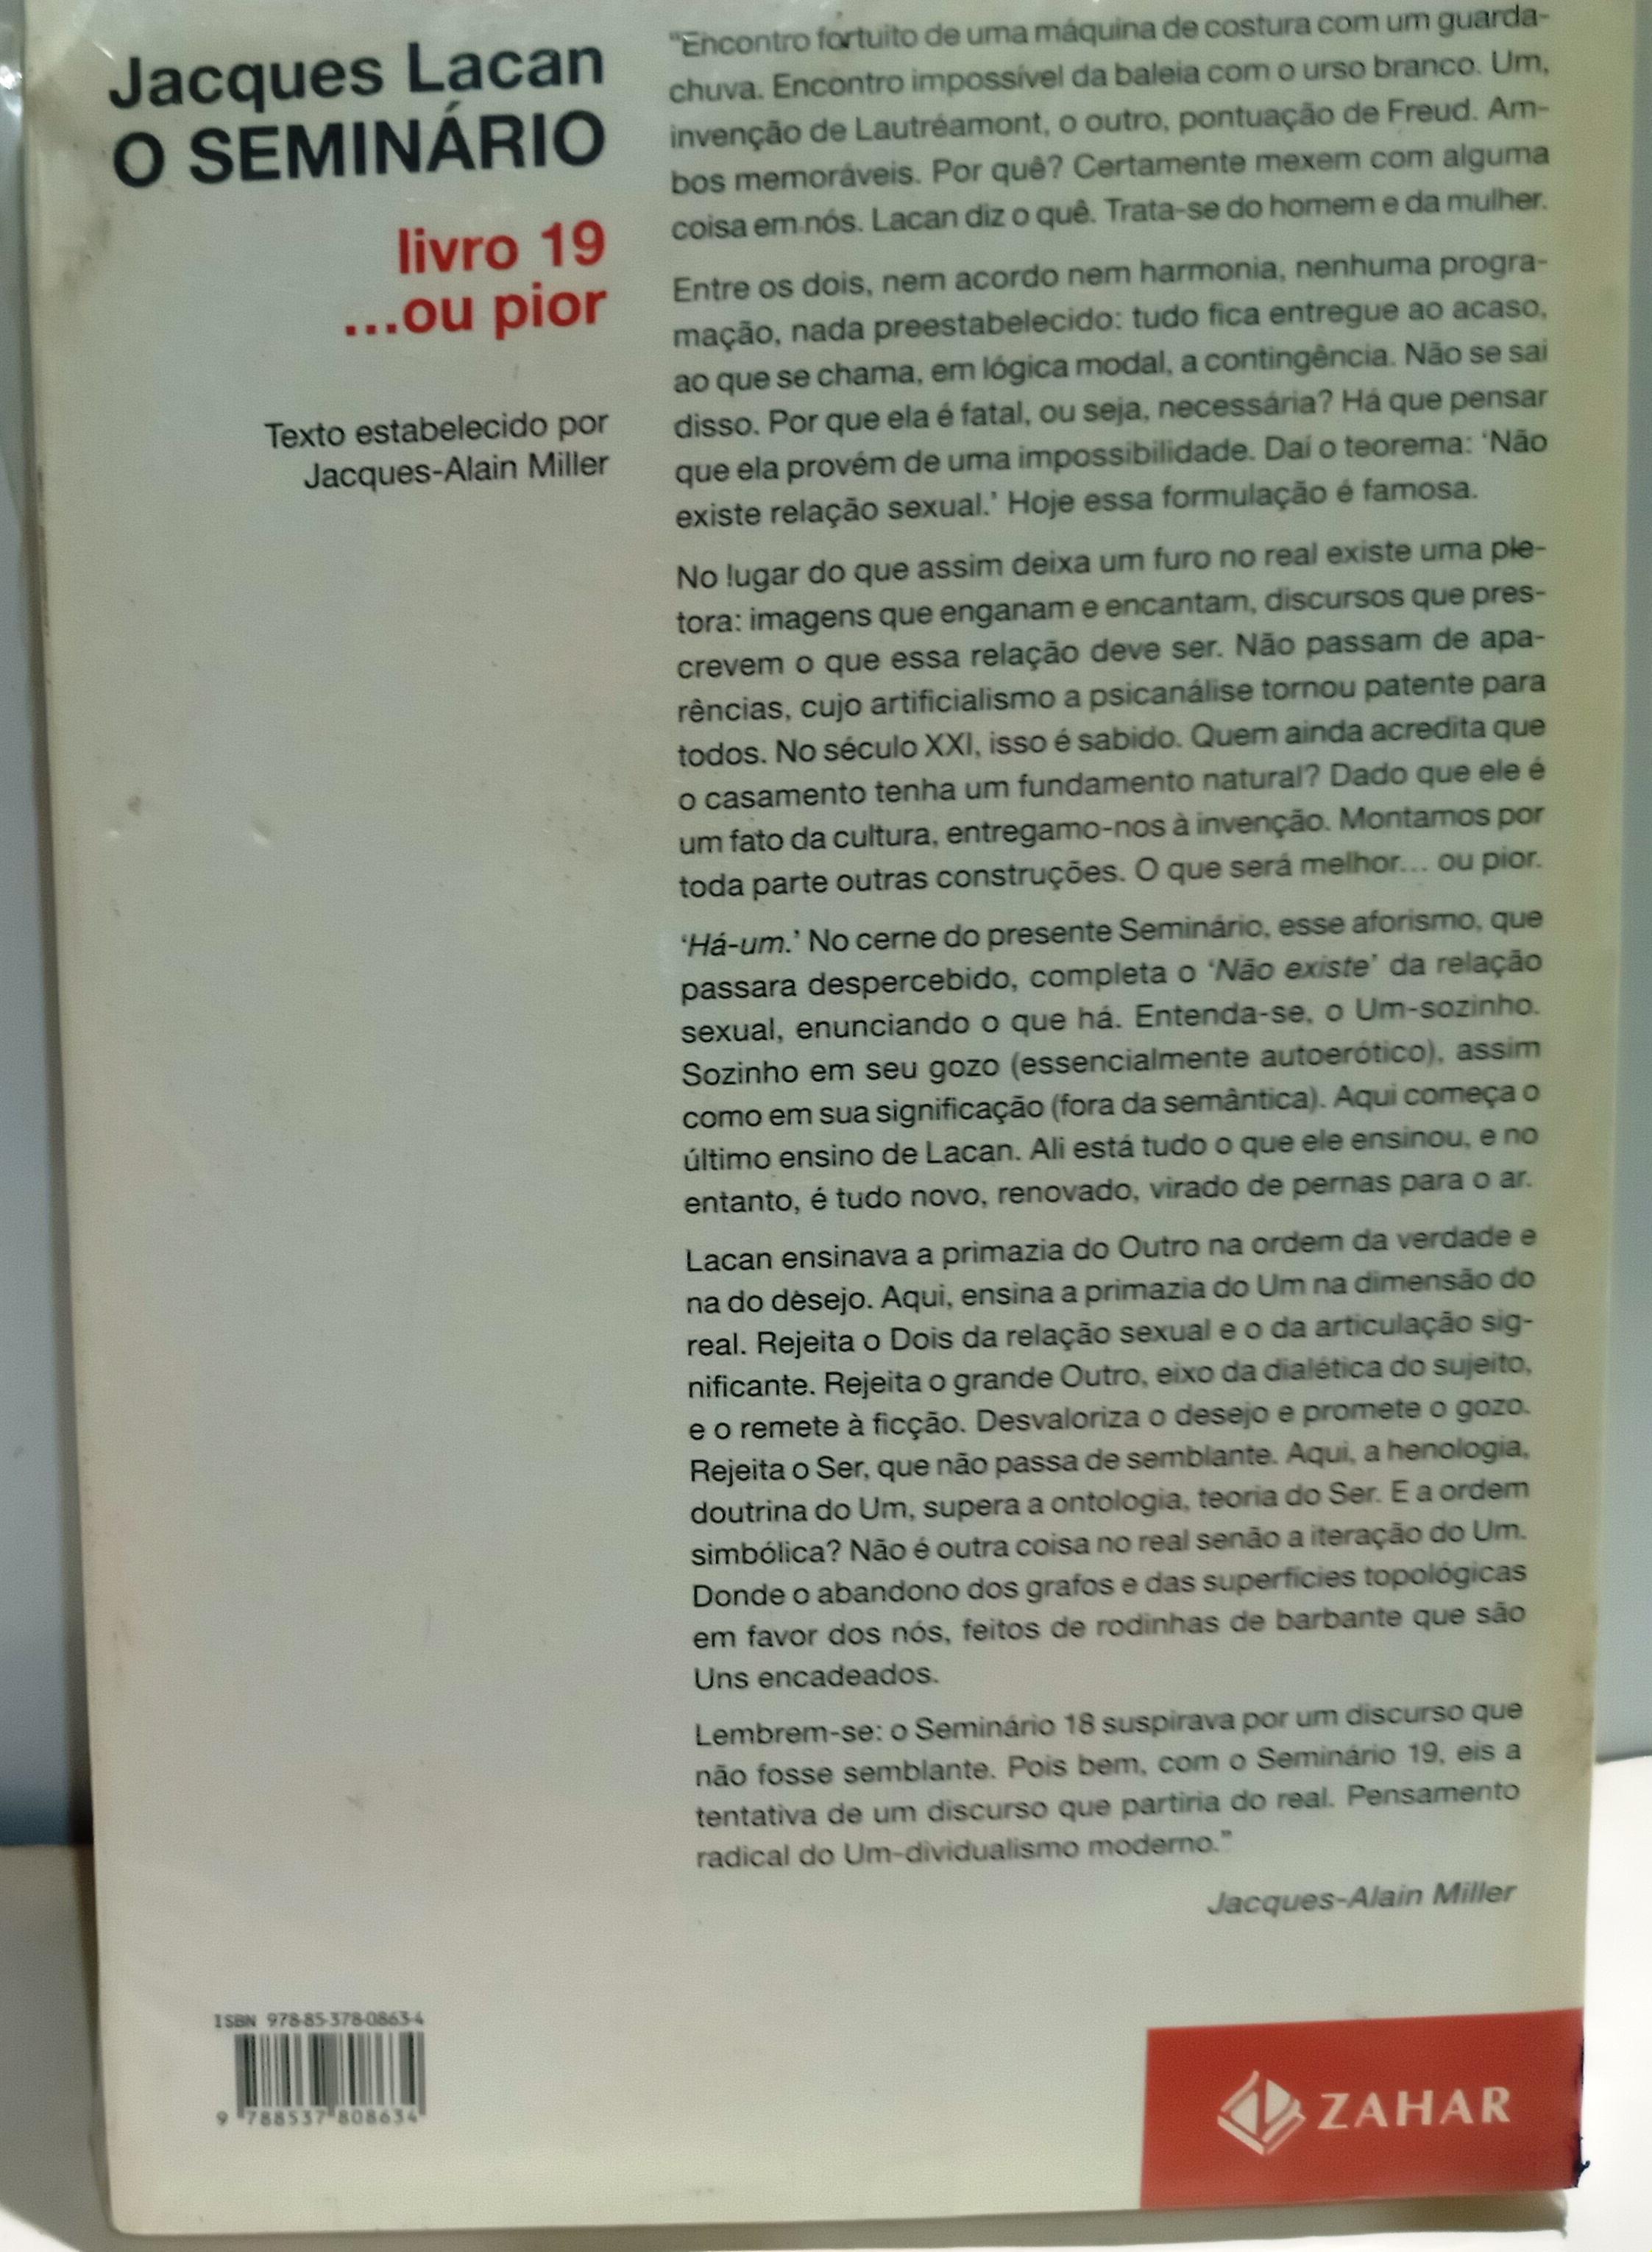 Jacques Lacan
O SEMINÁRIO
livro 19
...ou pior
Texto estabelecido por
Jacques-Alain Miller
"Encontro fortuito de uma máquina de costura com um guarda-
chuva. Encontro impossível da baleia com o urso branco. Um,
invenção de Lautréamont, o outro, pontuação de Freud. Am-
bos memoráveis. Por quê? Certamente mexem com alguma
coisa em nós. Lacan diz o quê. Trata-se do homem e da mulher.
Entre os dois, nem acordo nem harmonia, nenhuma progra-
mação, nada preestabelecido: tudo fica entregue ao acaso,
ao que se chama, em lógica modal, a contingência. Não se sai
disso. Por que ela é fatal, ou seja, necessária? Há que pensar
que ela provém de uma impossibilidade. Daí o teorema: 'Não
existe relação sexual.' Hoje essa formulação é famosa.
No lugar do que assim deixa um furo no real existe uma ple-
tora: imagens que enganam e encantam, discursos que pres-
crevem o que essa relação deve ser. Não passam de apa-
rências, cujo artificialismo a psicanálise tornou patente para
todos. No século XXI, isso é sabido. Quem ainda acredita que
o casamento tenha um fundamento natural? Dado que ele é
um fato da cultura, entregamo-nos à invenção. Montamos por
toda parte outras construções. O que será melhor... ou pior.
'Há-um.' No cerne do presente Seminário, esse aforismo, que
passara despercebido, completa o 'Não existe' da relação
sexual, enunciando o que há. Entenda-se, o Um-sozinho.
Sozinho em seu gozo (essencialmente autoerótico), assim
como em sua significação (fora da semântica). Aqui começa o
último ensino de Lacan. Ali está tudo o que ele ensinou, e no
entanto, é tudo novo, renovado, virado de pernas para o ar.
Lacan ensinava a primazia do Outro na ordem da verdade e
na do desejo. Aqui, ensina a primazia do Um na dimensão do
real. Rejeita o Dois da relação sexual e o da articulação sig-
nificante. Rejeita o grande Outro, eixo da dialética do sujeito,
e o remete à ficção. Desvaloriza o desejo e promete o gozo.
Rejeita o Ser, que não passa de semblante. Aqui, a henologia,
doutrina do Um, supera a ontologia, teoria do Ser. E a ordem
simbólica? Não é outra coisa no real senão a iteração do Um.
Donde o abandono dos grafos e das superfícies topológicas
em favor dos nós, feitos de rodinhas de barbante que são
Uns encadeados.
Lembrem-se: o Seminário 18 suspirava por um discurso que
não fosse semblante. Pois bem, com o Seminário 19, eis a
tentativa de um discurso que partiria do real. Pensamento
radical do Um-dividualismo moderno."
Jacques-Alain Miller
ISBN 978-85-378-0863-4
9 788537 808634
ZAHAR